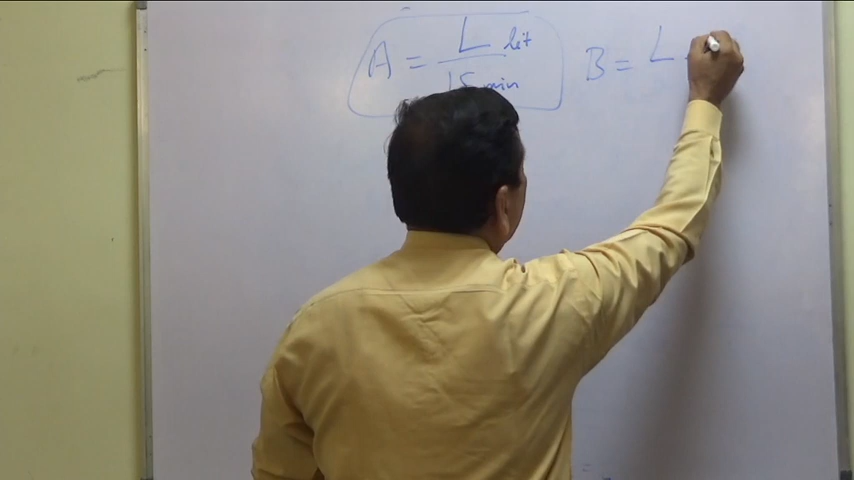 A = L lit B = L
15 min